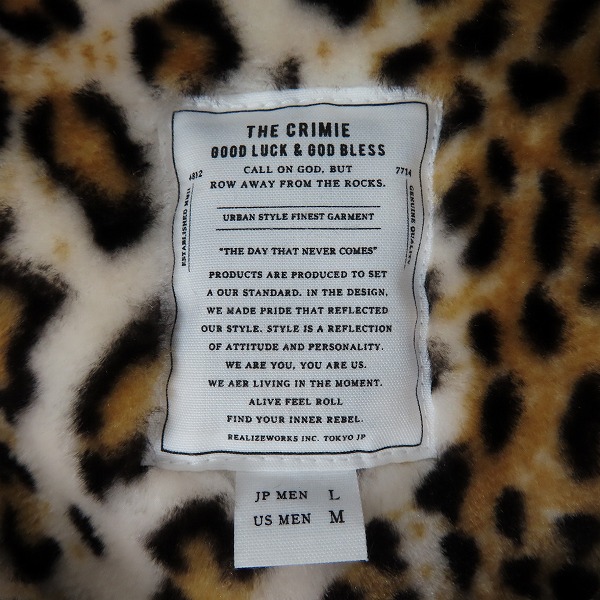 THE CRIMIE
GOOD LUCK & GOD BLESS
CALL ON GOD, BUT
ROW AWAY FROM THE ROCKS.
4812
7714
ESTABLISHED MMII
GENUINE QUALITY
URBAN STYLE FINEST GARMENT
"THE DAY THAT NEVER COMES"
PRODUCTS ARE PRODUCED TO SET
A OUR STANDARD. IN THE DESIGN,
WE MADE PRIDE THAT REFLECTED
OUR STYLE. STYLE IS A REFLECTION
OF ATTITUDE AND PERSONALITY.
WE ARE YOU, YOU ARE US.
WE AER LIVING IN THE MOMENT.
ALIVE FEEL ROLL
FIND YOUR INNER REBEL.
REALIZEWORKS INC. TOKYO JP
JP MEN L
US MEN M